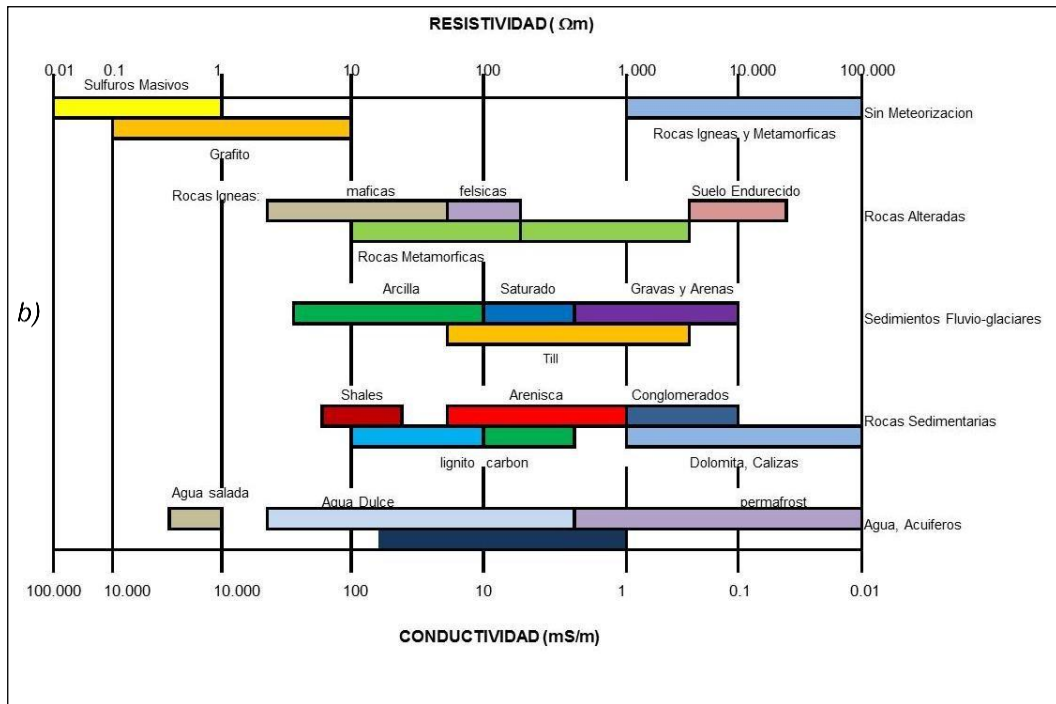 RESISTIVIDAD ( Ωm)
0.01 0.1 1 10 100 1.000 10.000 100.000
Sulfuros Masivos
Sin Meteorizacion
Rocas Igneas y Metamorficas
Grafito
Rocas Igneas: maficas felsicas Suelo Endurecido
Rocas Alteradas
Rocas Metamorficas
Arcilla Saturado Gravas y Arenas
b)
Sedimientos Fluvio-glaciares
Till
Shales Arenisca Conglomerados
Rocas Sedimentarias
lignito carbon Dolomita, Calizas
Agua salada Agua Dulce permafrost
Agua, Acuiferos
100.000 10.000 10.000 100 10 1 0.1 0.01
CONDUCTIVIDAD (mS/m)